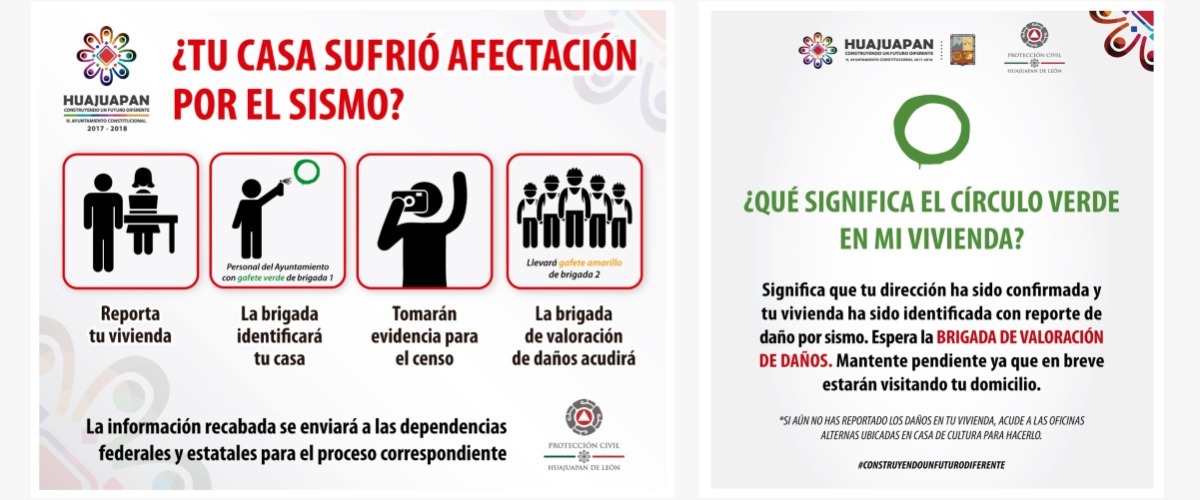 HUAJUAPAN
CONSTRUYENDO UN FUTURO DIFERENTE
H. AYUNTAMIENTO CONSTITUCIONAL
2017 - 2018
¿TU CASA SUFRIÓ AFECTACIÓN
POR EL SISMO?
Personal del Ayuntamiento
con gafete verde de brigada 1
Llevará gafete amarillo
de brigada 2
Reporta
tu vivienda
La brigada
identificará
tu casa
Tomarán
evidencia para
el censo
La brigada
de valoración
de daños acudirá
La información recabada se enviará a las dependencias
federales y estatales para el proceso correspondiente
PROTECCIÓN CIVIL
HUAJUAPAN DE LEÓN
HUAJUAPAN
CONSTRUYENDO UN FUTURO DIFERENTE
H. AYUNTAMIENTO CONSTITUCIONAL 2017-2018
PROTECCIÓN CIVIL
HUAJUAPAN DE LEÓN
¿QUÉ SIGNIFICA EL CÍRCULO VERDE
EN MI VIVIENDA?
Significa que tu dirección ha sido confirmada y
tu vivienda ha sido identificada con reporte de
daño por sismo. Espera la BRIGADA DE VALORACIÓN
DE DAÑOS. Mantente pendiente ya que en breve
estarán visitando tu domicilio.
*SI AÚN NO HAS REPORTADO LOS DAÑOS EN TU VIVIENDA, ACUDE A LAS OFICINAS
ALTERNAS UBICADAS EN CASA DE CULTURA PARA HACERLO.
#CONSTRUYENDOUNFUTURODIFERENTE